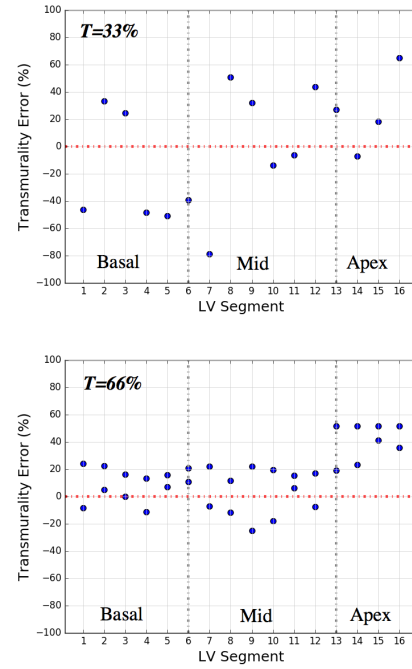 T=33%
100
80
60
40
20
0
−20
−40
−60
−80
−100
Transmurality Error (%)
Basal Mid Apex
1 2 3 4 5 6 7 8 9 10 11 12 13 14 15 16
LV Segment
T=66%
100
80
60
40
20
0
−20
−40
−60
−80
−100
Transmurality Error (%)
Basal Mid Apex
1 2 3 4 5 6 7 8 9 10 11 12 13 14 15 16
LV Segment